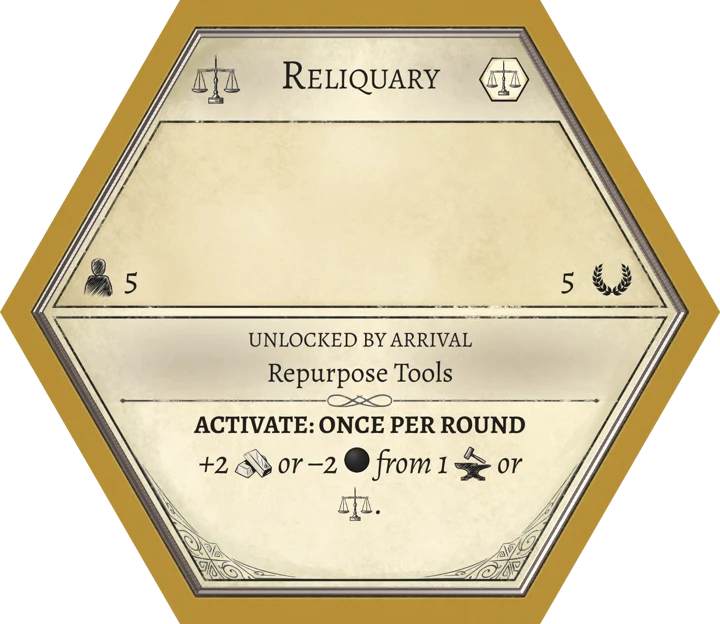 RELIQUARY
5
5
UNLOCKED BY ARRIVAL
Repurpose Tools
ACTIVATE: ONCE PER ROUND
+2 or –2 from 1 or
.